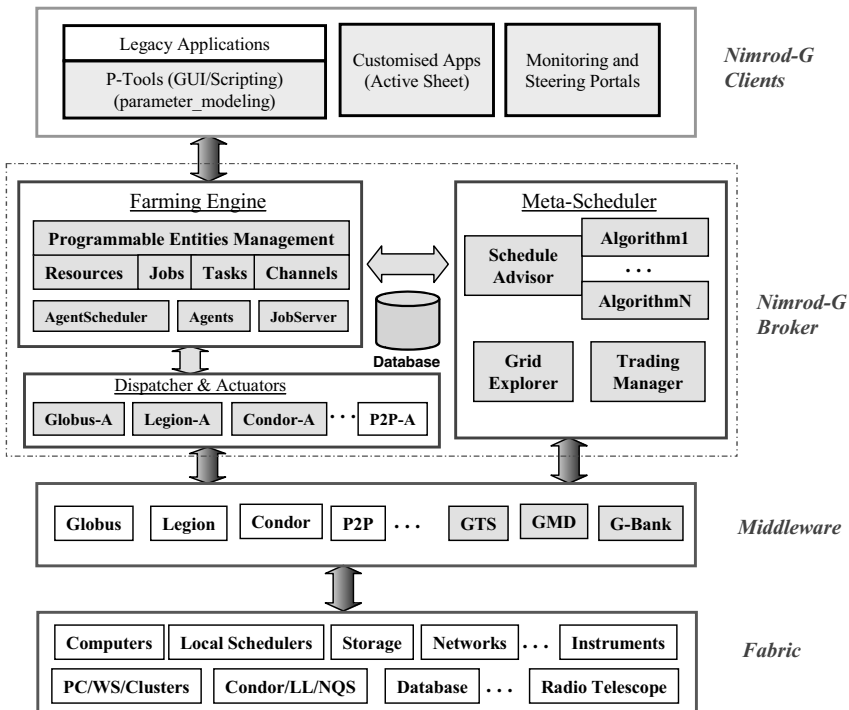 Legacy Applications
P-Tools (GUI/Scripting)
(parameter_modeling)
Customised Apps
(Active Sheet)
Monitoring and
Steering Portals
Nimrod-G
Clients
Farming Engine
Programmable Entities Management
Resources
Jobs
Tasks
Channels
AgentScheduler
Agents
JobServer
Database
Meta-Scheduler
Schedule
Advisor
Algorithm1
. . .
AlgorithmN
Grid
Explorer
Trading
Manager
Nimrod-G
Broker
Dispatcher & Actuators
Globus-A
Legion-A
Condor-A
. . .
P2P-A
Globus
Legion
Condor
P2P
. . .
GTS
GMD
G-Bank
Middleware
Computers
Local Schedulers
Storage
Networks
. . .
Instruments
PC/WS/Clusters
Condor/LL/NQS
Database
. . .
Radio Telescope
Fabric